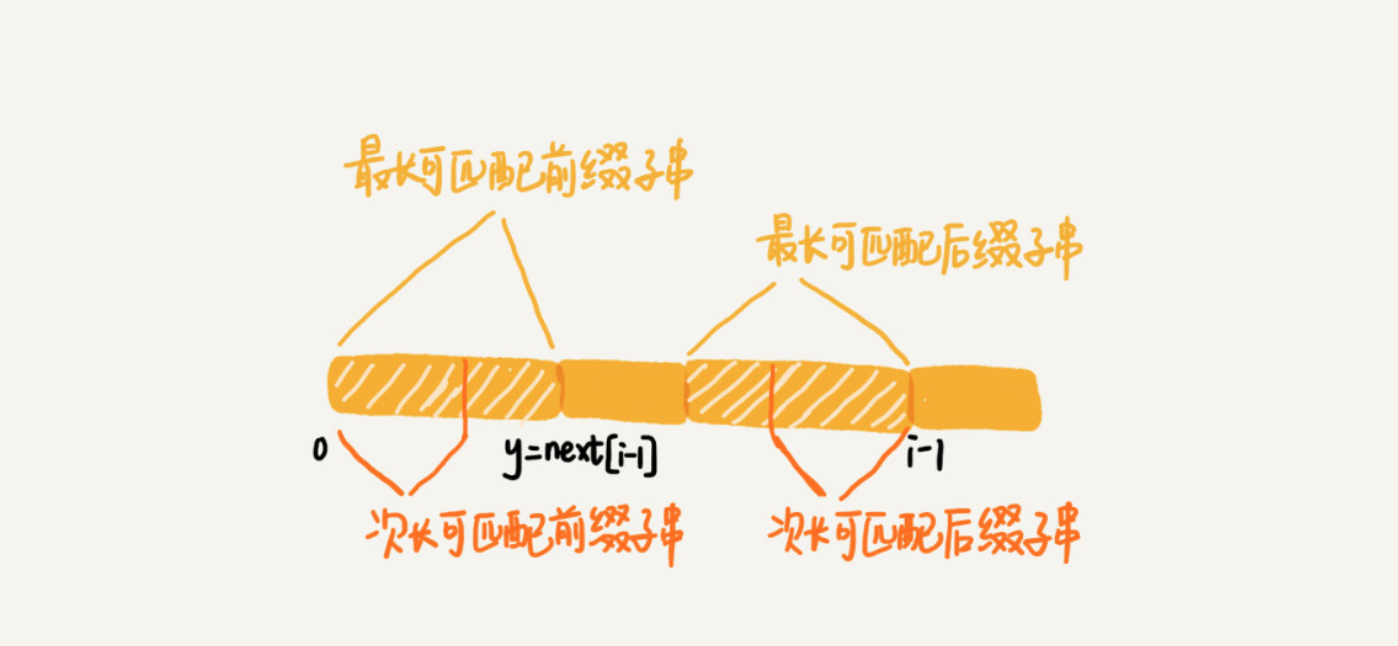 最长可匹配前缀子串
最长可匹配后缀子串
0
y=next[i-1]
i-1
次长可匹配前缀子串
次长可匹配后缀子串